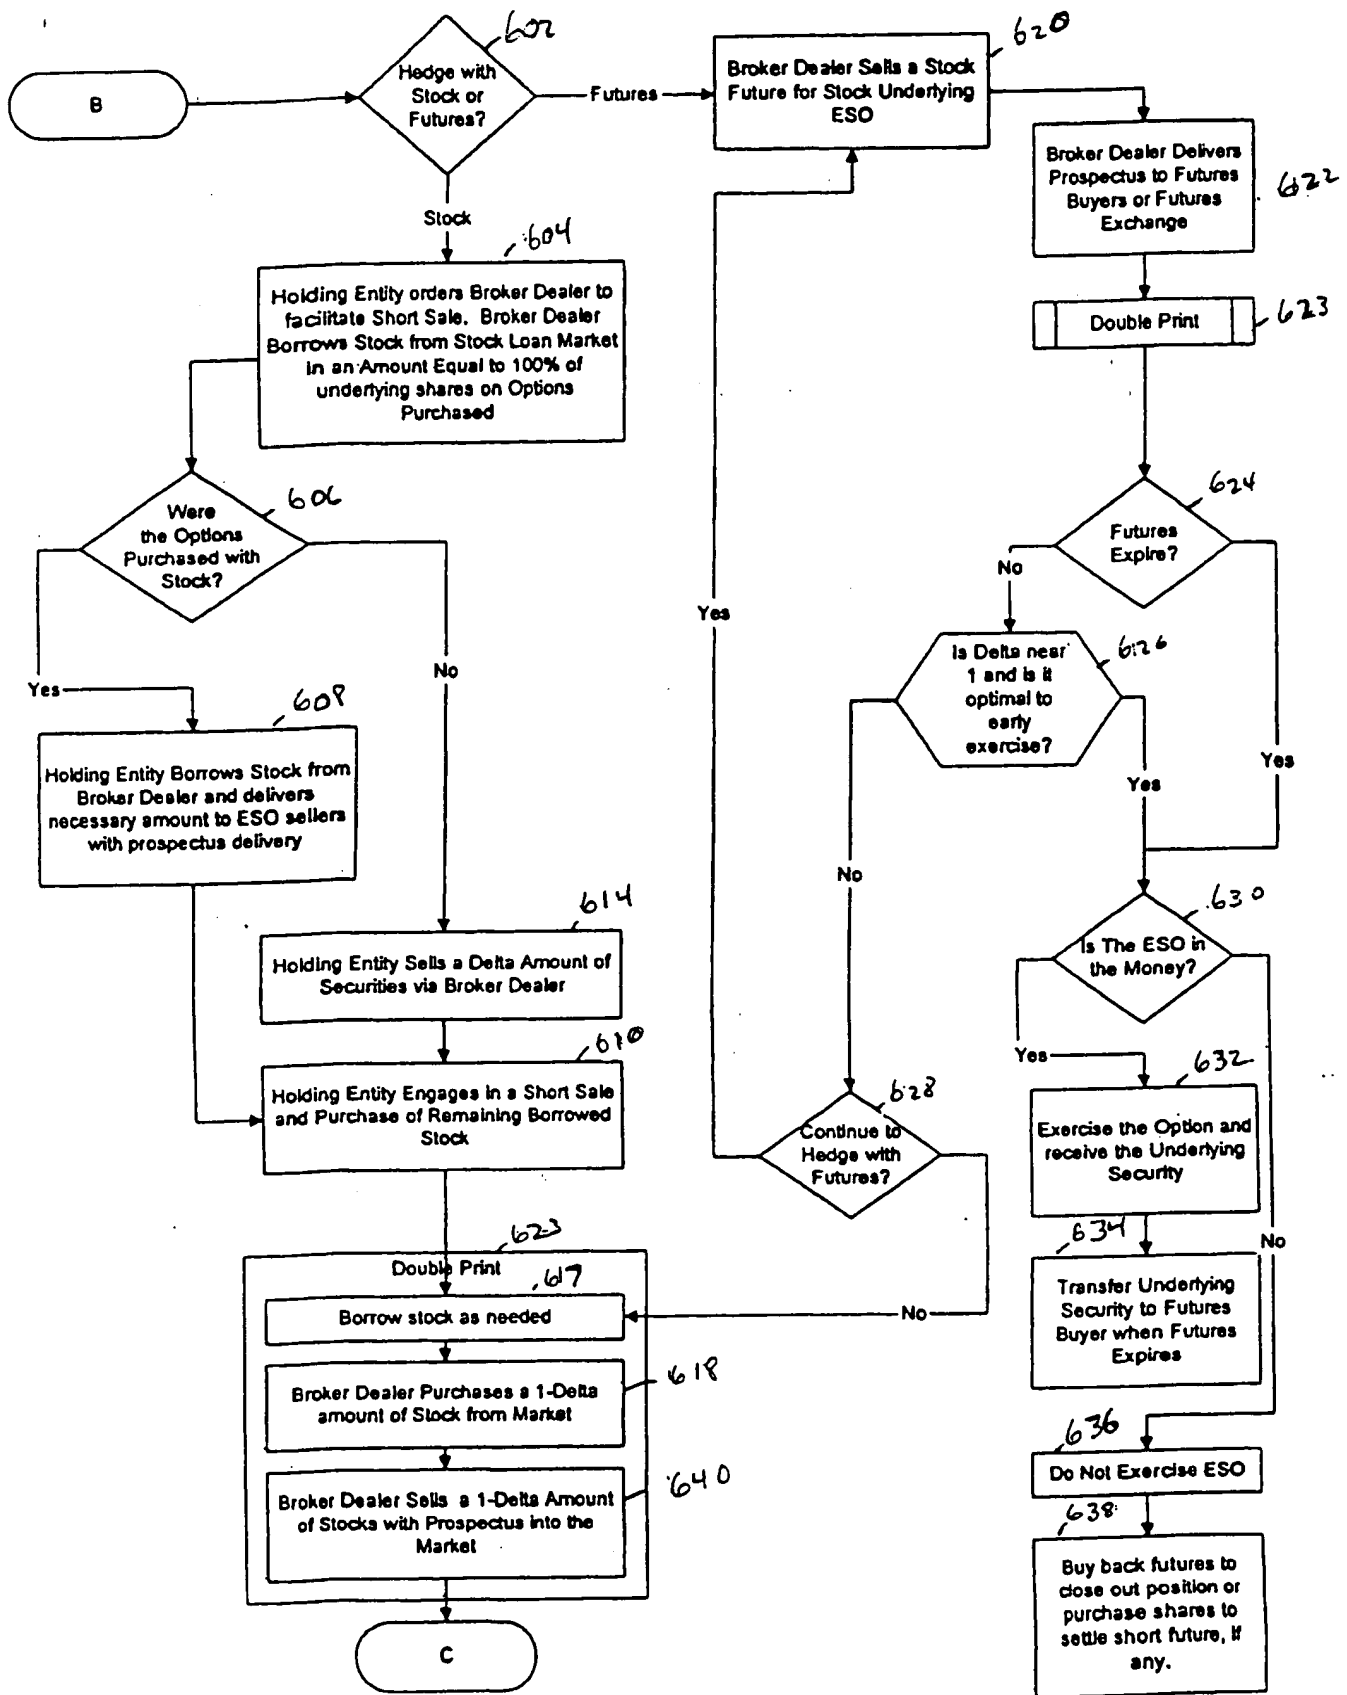 B
602
Hedge with
Stock or
Futures?
Futures
Stock
620
Broker Dealer Sells a Stock
Future for Stock Underlying
ESO
Broker Dealer Delivers
Prospectus to Futures
Buyers or Futures
Exchange
622
Double Print
623
604
Holding Entity orders Broker Dealer to
facilitate Short Sale. Broker Dealer
Borrows Stock from Stock Loan Market
in an Amount Equal to 100% of
underlying shares on Options
Purchased
606
Were
the Options
Purchased with
Stock?
Yes
No
608
Holding Entity Borrows Stock from
Broker Dealer and delivers
necessary amount to ESO sellers
with prospectus delivery
614
Holding Entity Sells a Delta Amount of
Securities via Broker Dealer
610
Holding Entity Engages in a Short Sale
and Purchase of Remaining Borrowed
Stock
623
Double Print
617
Borrow stock as needed
618
Broker Dealer Purchases a 1-Delta
amount of Stock from Market
640
Broker Dealer Sells a 1-Delta Amount
of Stocks with Prospectus into the
Market
C
624
Futures
Expire?
No
Yes
626
Is Delta near
1 and is it
optimal to
early
exercise?
No
Yes
628
Continue to
Hedge with
Futures?
Yes
No
630
Is The ESO in
the Money?
Yes
No
632
Exercise the Option and
receive the Underlying
Security
634
Transfer Underlying
Security to Futures
Buyer when Futures
Expires
636
Do Not Exercise ESO
638
Buy back futures to
close out position or
purchase shares to
settle short future, if
any.